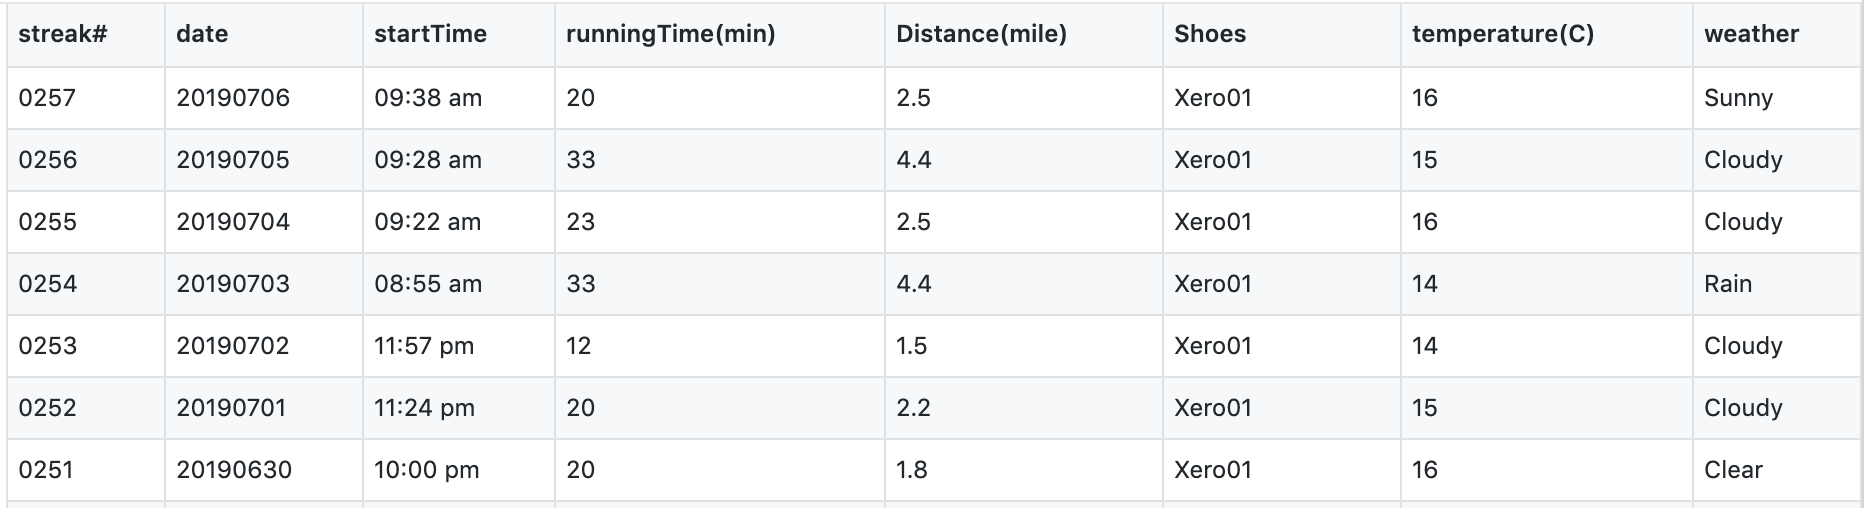 streak# date startTime runningTime(min) Distance(mile) Shoes temperature(C) weather
0257 20190706 09:38 am 20 2.5 Xero01 16 Sunny
0256 20190705 09:28 am 33 4.4 Xero01 15 Cloudy
0255 20190704 09:22 am 23 2.5 Xero01 16 Cloudy
0254 20190703 08:55 am 33 4.4 Xero01 14 Rain
0253 20190702 11:57 pm 12 1.5 Xero01 14 Cloudy
0252 20190701 11:24 pm 20 2.2 Xero01 15 Cloudy
0251 20190630 10:00 pm 20 1.8 Xero01 16 Clear